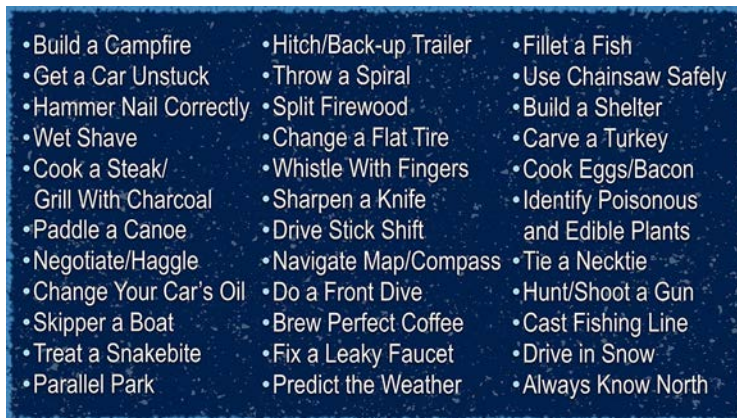 •Build a Campfire
•Get a Car Unstuck
•Hammer Nail Correctly
•Wet Shave
•Cook a Steak/
Grill With Charcoal
•Paddle a Canoe
•Negotiate/Haggle
•Change Your Car's Oil
•Skipper a Boat
•Treat a Snakebite
•Parallel Park
•Hitch/Back-up Trailer
•Throw a Spiral
•Split Firewood
•Change a Flat Tire
•Whistle With Fingers
•Sharpen a Knife
•Drive Stick Shift
•Navigate Map/Compass
•Do a Front Dive
•Brew Perfect Coffee
•Fix a Leaky Faucet
•Predict the Weather
•Fillet a Fish
•Use Chainsaw Safely
•Build a Shelter
•Carve a Turkey
•Cook Eggs/Bacon
•Identify Poisonous
and Edible Plants
•Tie a Necktie
•Hunt/Shoot a Gun
•Cast Fishing Line
•Drive in Snow
•Always Know North